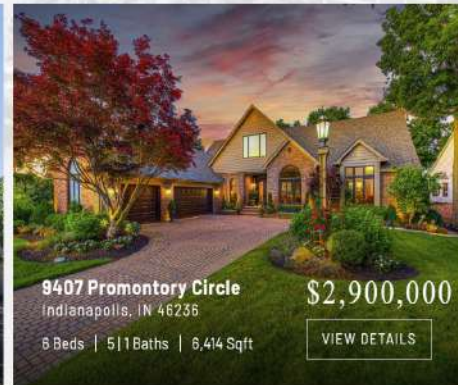 9407 Promontory Circle
Indianapolis, IN 46236
6 Beds | 5|1 Baths | 6,414 Sqft
$2,900,000
VIEW DETAILS